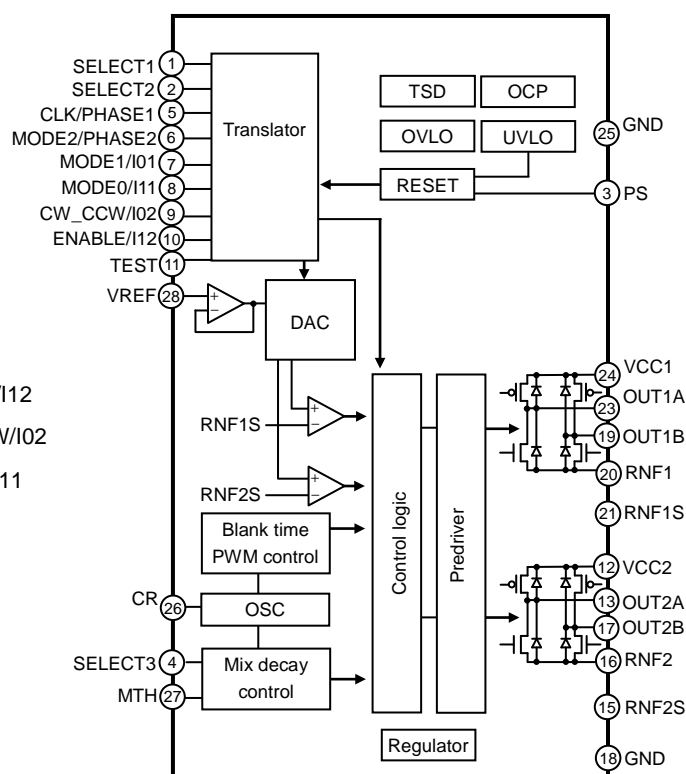 SELECT1
1
SELECT2
2
CLK/PHASE1
5
MODE2/PHASE2
6
MODE1/I01
7
MODE0/I11
8
CW_CCW/I02
9
ENABLE/I12
10
TEST
11
VREF
28
Translator
TSD
OCP
OVLO
UVLO
RESET
25
GND
3
PS
+
−
DAC
/I12
W/I02
11
RNF1S
+
−
RNF2S
+
−
Blank time
PWM control
CR
26
OSC
SELECT3
4
MTH
27
Mix decay
control
Control logic
Predriver
Regulator
24
VCC1
23
OUT1A
19
OUT1B
20
RNF1
21
RNF1S
12
VCC2
13
OUT2A
17
OUT2B
16
RNF2
15
RNF2S
18
GND